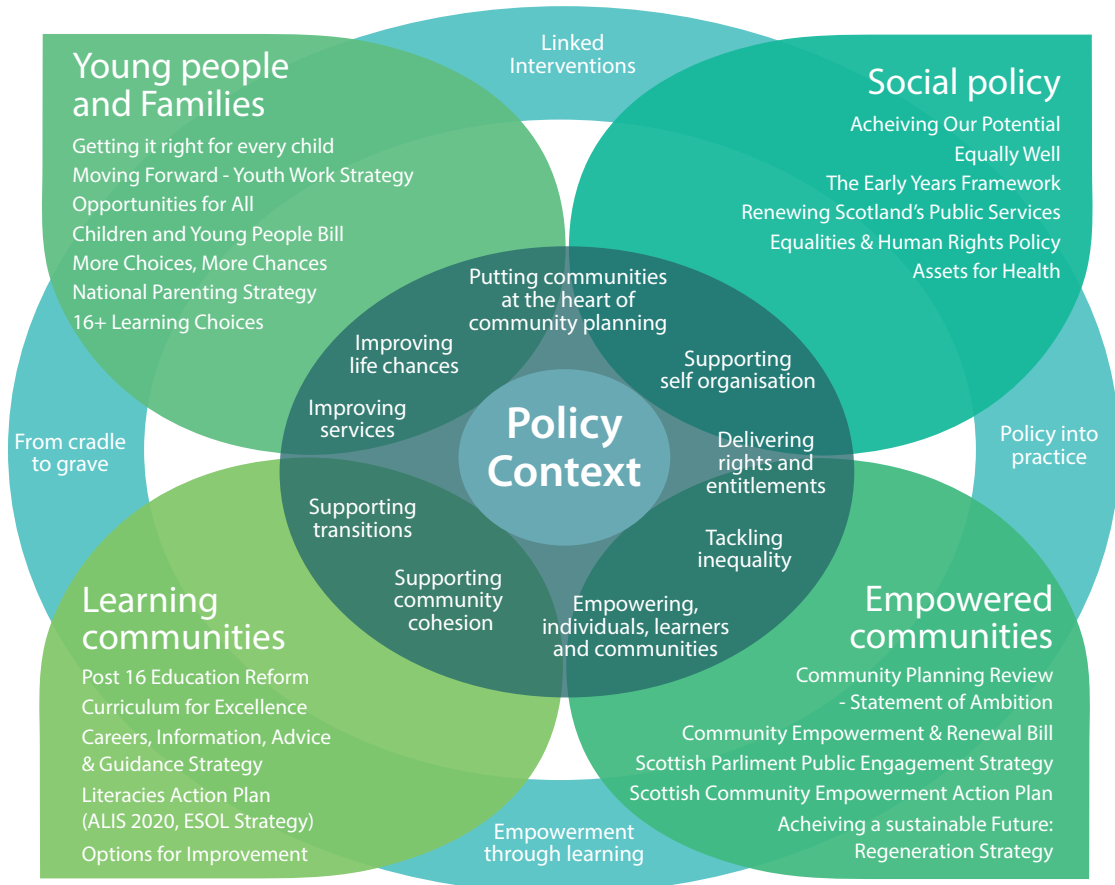 Linked
Interventions
Young people
and Families
Getting it right for every child
Moving Forward - Youth Work Strategy
Opportunities for All
Children and Young People Bill
More Choices, More Chances
National Parenting Strategy
16+ Learning Choices
Social policy
Acheiving Our Potential
Equally Well
The Early Years Framework
Renewing Scotland's Public Services
Equalities & Human Rights Policy
Assets for Health
Putting communities
at the heart of
community planning
Improving
life chances
Supporting
self organisation
Improving
services
Policy
Context
Delivering
rights and
entitlements
From cradle
to grave
Policy into
practice
Supporting
transitions
Tackling
inequality
Supporting
community
cohesion
Empowering,
individuals, learners
and communities
Learning
communities
Post 16 Education Reform
Curriculum for Excellence
Careers, Information, Advice
& Guidance Strategy
Literacies Action Plan
(ALIS 2020, ESOL Strategy)
Options for Improvement
Empowered
communities
Community Planning Review
- Statement of Ambition
Community Empowerment & Renewal Bill
Scottish Parliment Public Engagement Strategy
Scottish Community Empowerment Action Plan
Acheiving a sustainable Future:
Regeneration Strategy
Empowerment
through learning